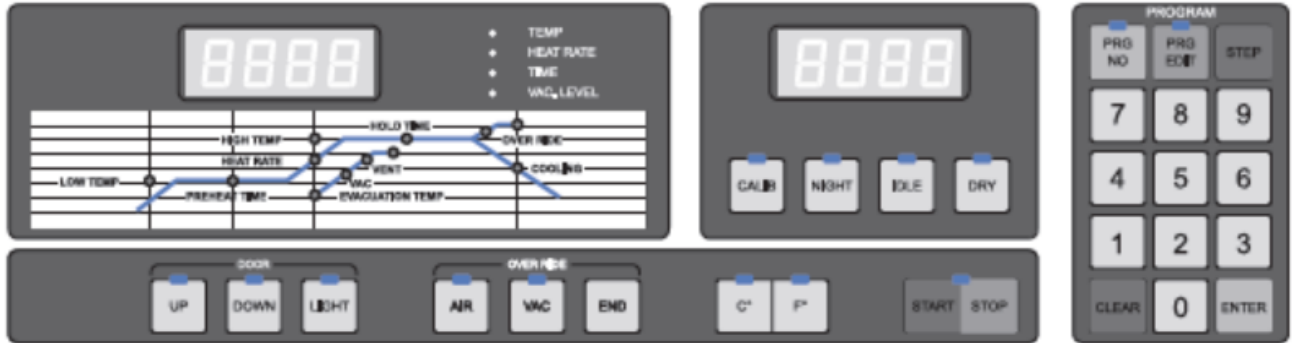 8888
TEMP
HEAT RATE
TIME
VAC. LEVEL
HOLD TIME
HIGH TEMP
OVER RIDE
HEAT RATE
VENT
COOLING
LOW TEMP
VAC
PREHEAT TIME
EVACUATION TEMP
8888
CALIB
NIGHT
IDLE
DRY
DOOR
UP
DOWN
LIGHT
OVER RIDE
AIR
VAC
END
C°
F°
START
STOP
PROGRAM
PRG
NO
PRG
EDIT
STEP
7 8 9
4 5 6
1 2 3
CLEAR 0 ENTER